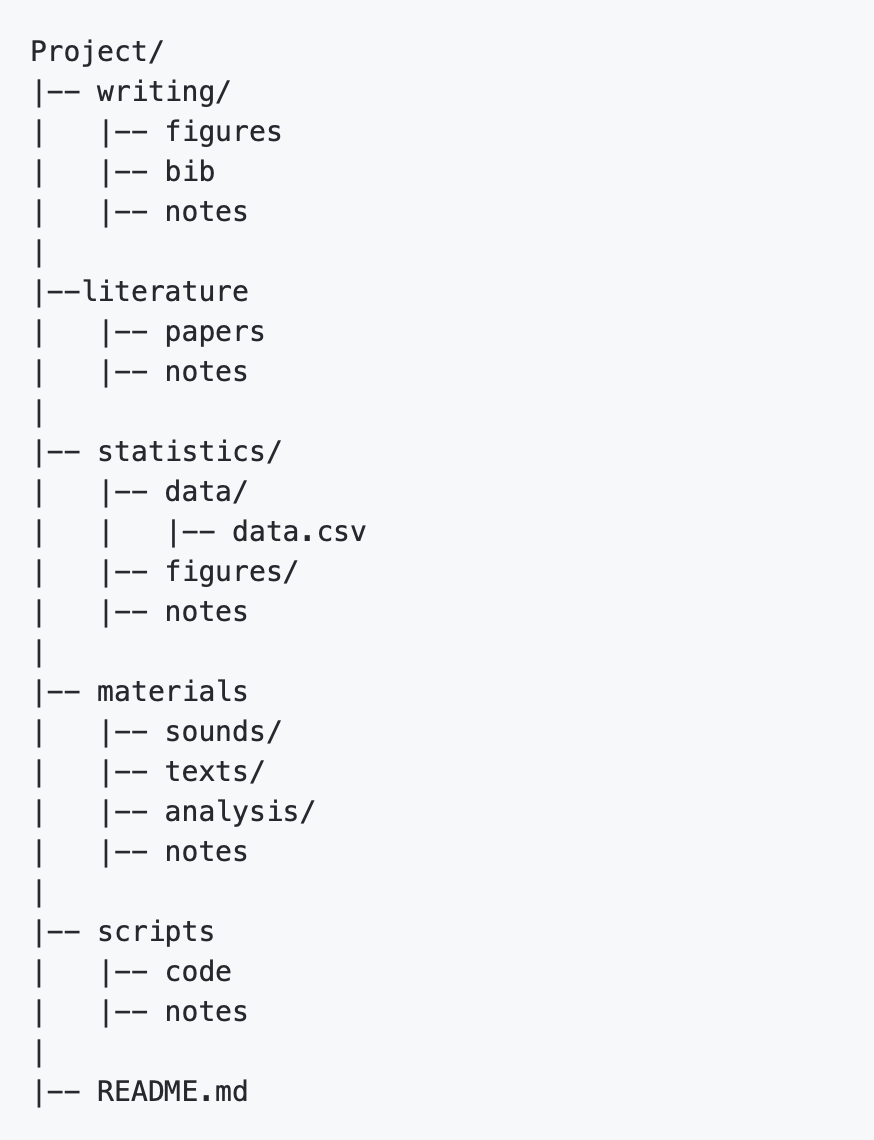 Project/
|-- writing/
|   |-- figures
|   |-- bib
|   |-- notes
|
|--literature
|   |-- papers
|   |-- notes
|
|-- statistics/
|   |-- data/
|   |   |-- data.csv
|   |-- figures/
|   |-- notes
|
|-- materials
|   |-- sounds/
|   |-- texts/
|   |-- analysis/
|   |-- notes
|
|-- scripts
|   |-- code
|   |-- notes
|
|-- README.md